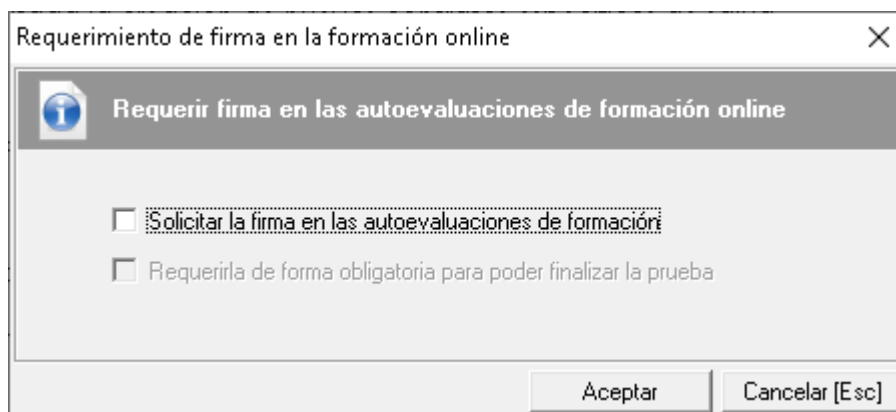 Requerimiento de firma en la formación online
Requerir firma en las autoevaluaciones de formación online
Solicitar la firma en las autoevaluaciones de formación
Requerirla de forma obligatoria para poder finalizar la prueba
Aceptar
Cancelar [Esc]